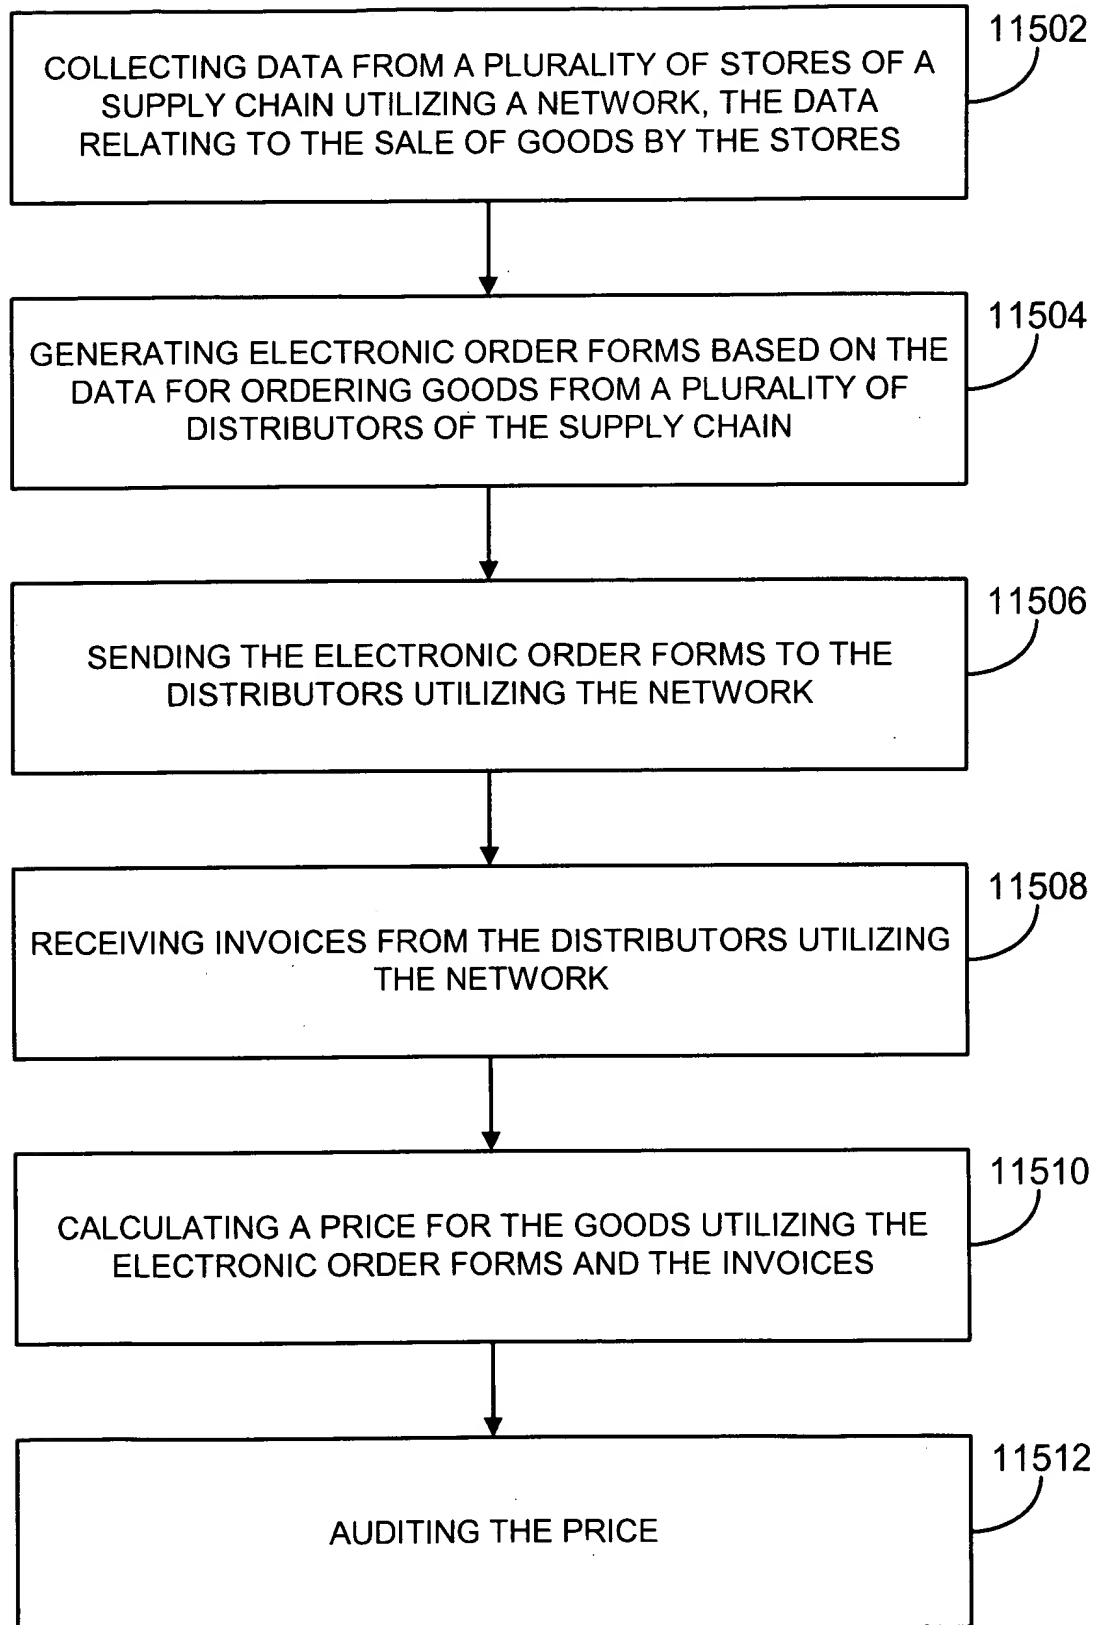 11502
COLLECTING DATA FROM A PLURALITY OF STORES OF A
SUPPLY CHAIN UTILIZING A NETWORK, THE DATA
RELATING TO THE SALE OF GOODS BY THE STORES
11504
GENERATING ELECTRONIC ORDER FORMS BASED ON THE
DATA FOR ORDERING GOODS FROM A PLURALITY OF
DISTRIBUTORS OF THE SUPPLY CHAIN
11506
SENDING THE ELECTRONIC ORDER FORMS TO THE
DISTRIBUTORS UTILIZING THE NETWORK
11508
RECEIVING INVOICES FROM THE DISTRIBUTORS UTILIZING
THE NETWORK
11510
CALCULATING A PRICE FOR THE GOODS UTILIZING THE
ELECTRONIC ORDER FORMS AND THE INVOICES
11512
AUDITING THE PRICE